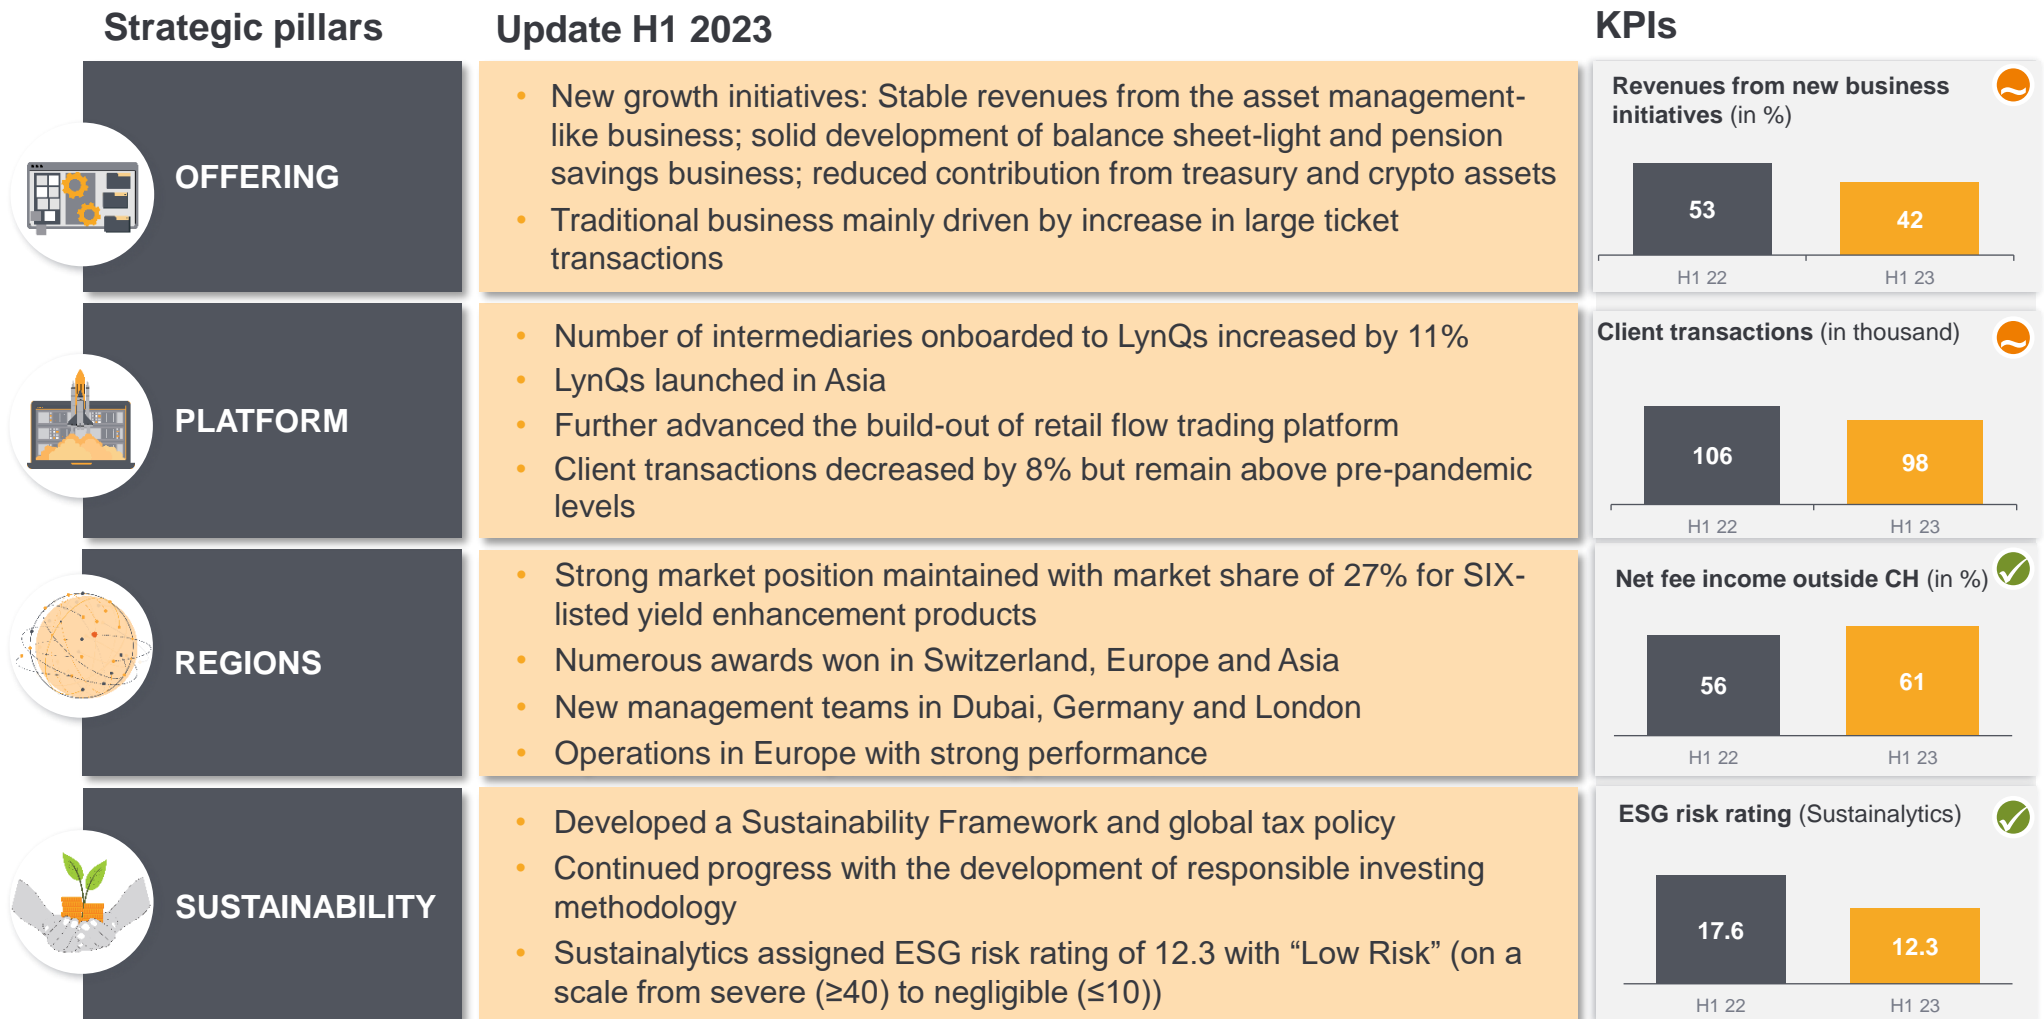 Strategic pillars
Update H1 2023
KPIs
OFFERING
• New growth initiatives: Stable revenues from the asset management-
like business; solid development of balance sheet-light and pension
savings business; reduced contribution from treasury and crypto assets
• Traditional business mainly driven by increase in large ticket
transactions
Revenues from new business
initiatives (in %)
53
42
H1 22
H1 23
PLATFORM
• Number of intermediaries onboarded to LynQs increased by 11%
• LynQs launched in Asia
• Further advanced the build-out of retail flow trading platform
• Client transactions decreased by 8% but remain above pre-pandemic
levels
Client transactions (in thousand)
106
98
H1 22
H1 23
REGIONS
• Strong market position maintained with market share of 27% for SIX-
listed yield enhancement products
• Numerous awards won in Switzerland, Europe and Asia
• New management teams in Dubai, Germany and London
• Operations in Europe with strong performance
Net fee income outside CH (in %)
56
61
H1 22
H1 23
SUSTAINABILITY
• Developed a Sustainability Framework and global tax policy
• Continued progress with the development of responsible investing
methodology
• Sustainalytics assigned ESG risk rating of 12.3 with “Low Risk” (on a
scale from severe (≥40) to negligible (≤10))
ESG risk rating (Sustainalytics)
17.6
12.3
H1 22
H1 23